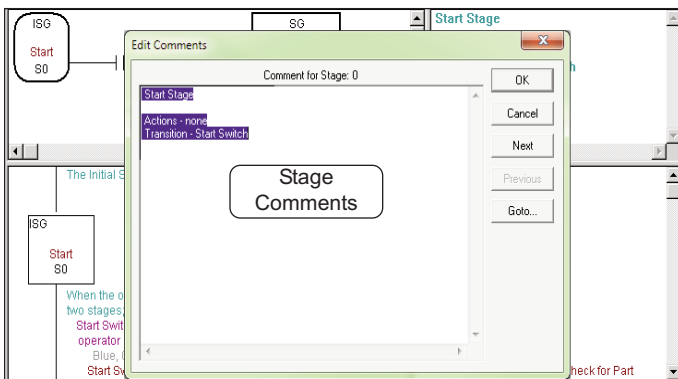 ISG
Start
S0
SG
Start Stage
Edit Comments
Comment for Stage: 0
Start Stage
Actions - none
Transition - Start Switch
OK
Cancel
Next
Previous
Goto...
Stage
Comments
The Initial S
ISG
Start
S0
When the o
two stages;
Start Swit
operator
Blue,
Start Sw
heck for Part